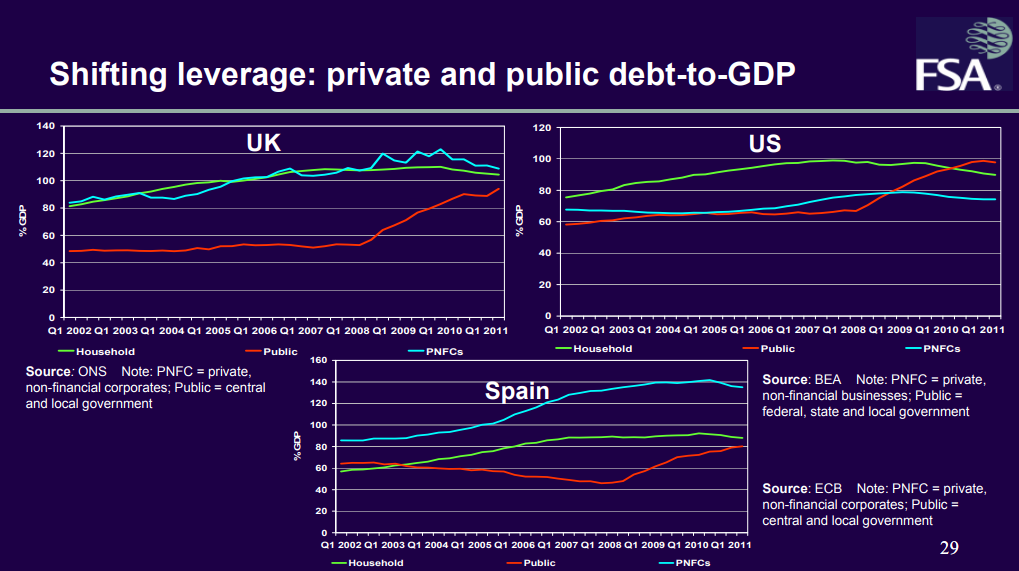 Shifting leverage: private and public debt-to-GDP
FSA®
UK
% GDP
140
120
100
80
60
40
20
0
Q1 2002 Q1 2003 Q1 2004 Q1 2005 Q1 2006 Q1 2007 Q1 2008 Q1 2009 Q1 2010 Q1 2011
Household Public PNFCs
Source: ONS Note: PNFC = private,
non-financial corporates; Public = central
and local government
US
% GDP
120
100
80
60
40
20
0
Q1 2002 Q1 2003 Q1 2004 Q1 2005 Q1 2006 Q1 2007 Q1 2008 Q1 2009 Q1 2010 Q1 2011
Household Public PNFCs
Source: BEA Note: PNFC = private,
non-financial businesses; Public =
federal, state and local government
Spain
% GDP
160
140
120
100
80
60
40
20
0
Q1 2002 Q1 2003 Q1 2004 Q1 2005 Q1 2006 Q1 2007 Q1 2008 Q1 2009 Q1 2010 Q1 2011
Household Public PNFCs
Source: ECB Note: PNFC = private,
non-financial corporates; Public =
central and local government
29